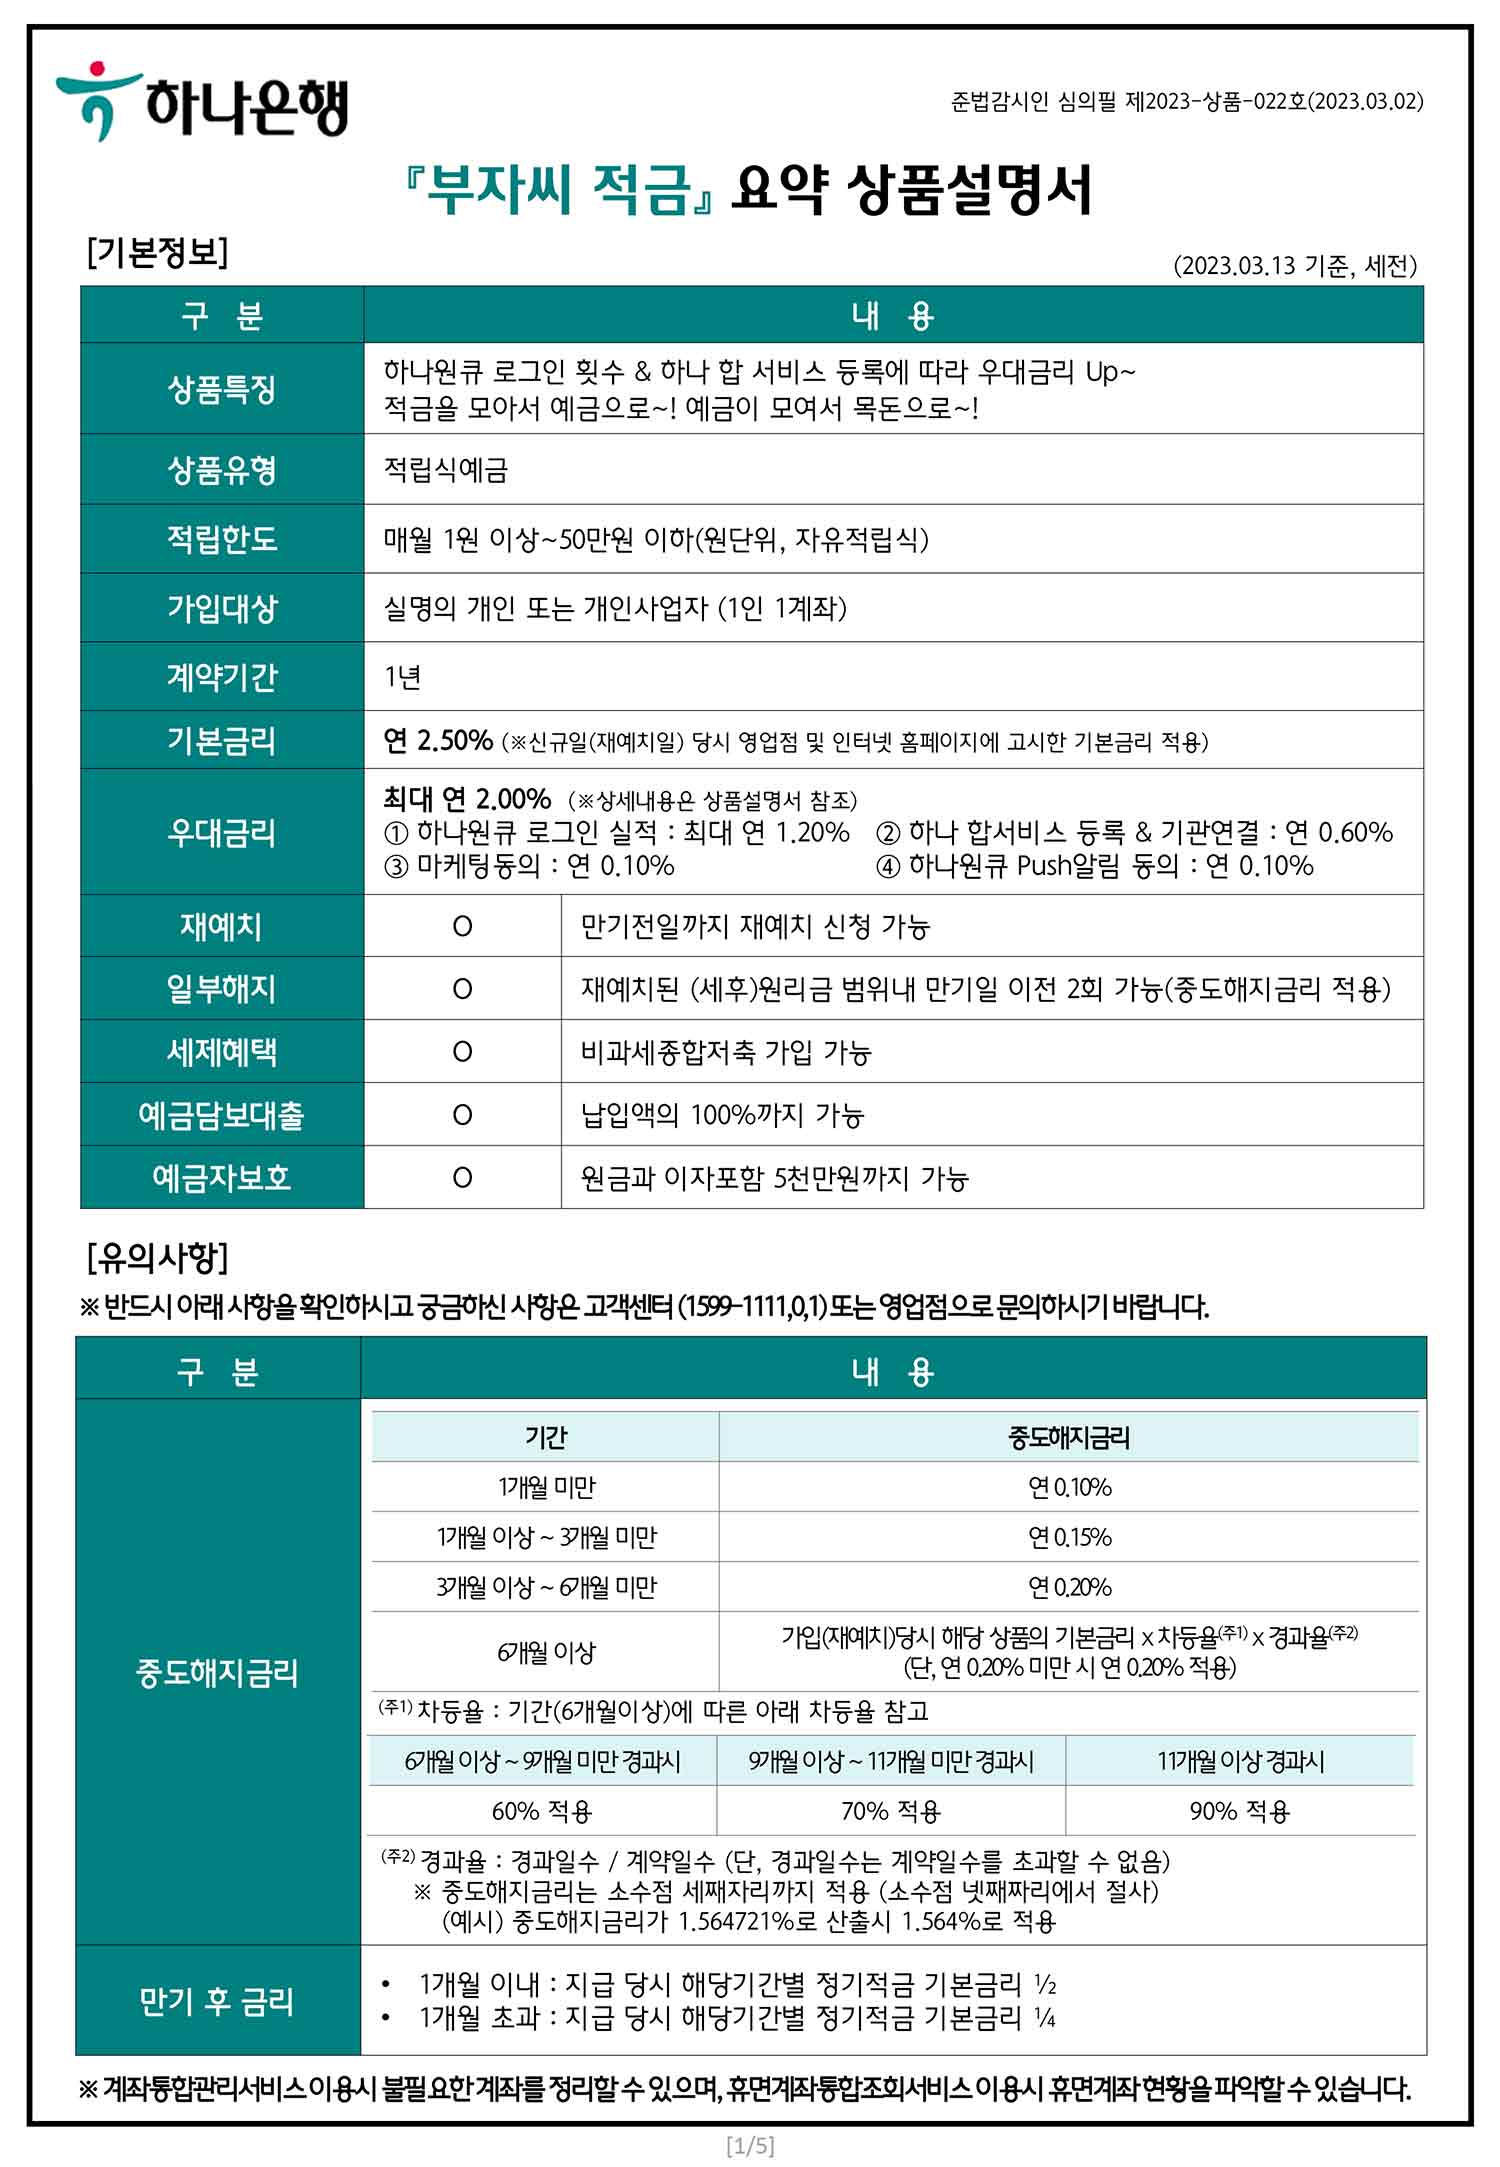 하나은행
준법감시인 심의필 제2023-상품-022호(2023.03.02)
『부자씨 적금』 요약 상품설명서
[기본정보]
(2023.03.13 기준, 세전)
구 분 내 용
상품특징
하나원큐 로그인 횟수 & 하나 합 서비스 등록에 따라 우대금리 Up~
적금을 모아서 예금으로~! 예금이 모여서 목돈으로~!
상품유형 적립식예금
적립한도 매월 1원 이상~50만원 이하(원단위, 자유적립식)
가입대상 실명의 개인 또는 개인사업자 (1인 1계좌)
계약기간 1년
기본금리 연 2.50% (※신규일(재예치일) 당시 영업점 및 인터넷 홈페이지에 고시한 기본금리 적용)
우대금리
최대 연 2.00% (※상세내용은 상품설명서 참조)
① 하나원큐 로그인 실적 : 최대 연 1.20% ② 하나 합서비스 등록 & 기관연결 : 연 0.60%
③ 마케팅동의 : 연 0.10% ④ 하나원큐 Push알림 동의 : 연 0.10%
재예치 O 만기전일까지 재예치 신청 가능
일부해지 O 재예치된 (세후)원리금 범위내 만기일 이전 2회 가능(중도해지금리 적용)
세제혜택 O 비과세종합저축 가입 가능
예금담보대출 O 납입액의 100%까지 가능
예금자보호 O 원금과 이자포함 5천만원까지 가능
[유의사항]
※ 반드시 아래 사항을 확인하시고 궁금하신 사항은 고객센터 (1599-1111,0,1) 또는 영업점으로 문의하시기 바랍니다.
구 분 내 용
중도해지금리
기간 중도해지금리
1개월 미만 연 0.10%
1개월 이상 ~ 3개월 미만 연 0.15%
3개월 이상 ~ 6개월 미만 연 0.20%
6개월 이상
가입(재예치)당시 해당 상품의 기본금리 x 차등율(주1) x 경과율(주2)
(단, 연 0.20% 미만 시 연 0.20% 적용)
(주1) 차등율 : 기간(6개월이상)에 따른 아래 차등율 참고
6개월 이상 ~ 9개월 미만 경과시 9개월 이상 ~ 11개월 미만 경과시 11개월 이상 경과시
60% 적용 70% 적용 90% 적용
(주2) 경과율 : 경과일수 / 계약일수 (단, 경과일수는 계약일수를 초과할 수 없음)
※ 중도해지금리는 소수점 세째자리까지 적용 (소수점 넷째짜리에서 절사)
(예시) 중도해지금리가 1.564721%로 산출시 1.564%로 적용
만기 후 금리
• 1개월 이내 : 지급 당시 해당기간별 정기적금 기본금리 ½
• 1개월 초과 : 지급 당시 해당기간별 정기적금 기본금리 ¼
※ 계좌통합관리서비스 이용시 불필요한 계좌를 정리할 수 있으며, 휴면계좌통합조회서비스 이용시 휴면계좌 현황을 파악할 수 있습니다.
[1/5]